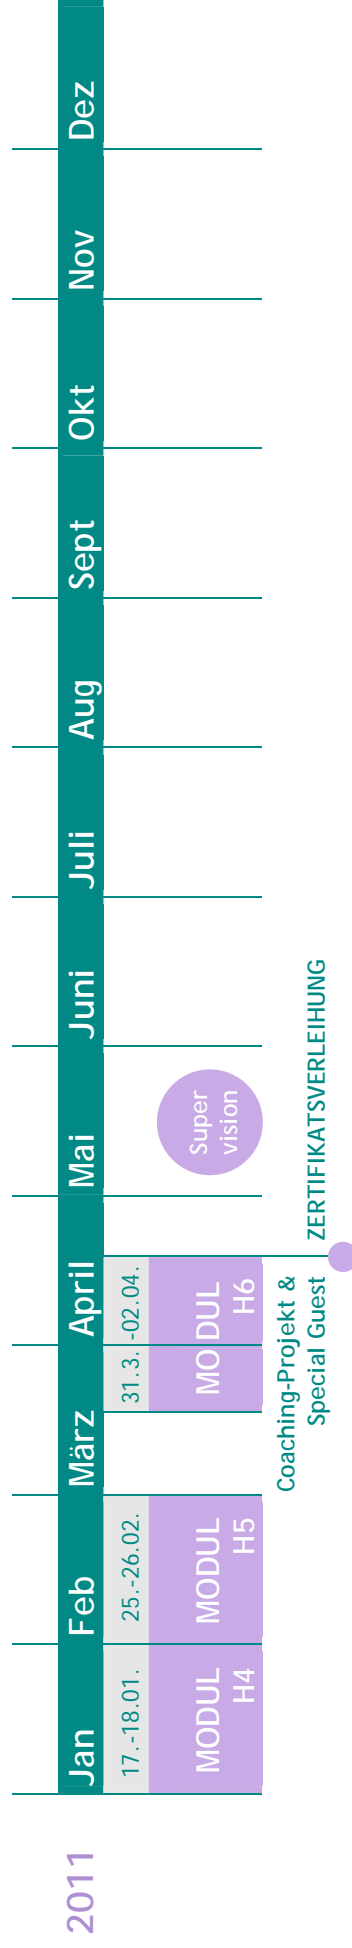 2011
Jan
Feb
März
April
Mai
Juni
Juli
Aug
Sept
Okt
Nov
Dez
17.-18.01.
25.-26.02.
31.3. -02.04.
MODUL
H4
MODUL
H5
MODUL
H6
Super
vision
Coaching-Projekt &
Special Guest
ZERTIFIKATSVERLEIHUNG